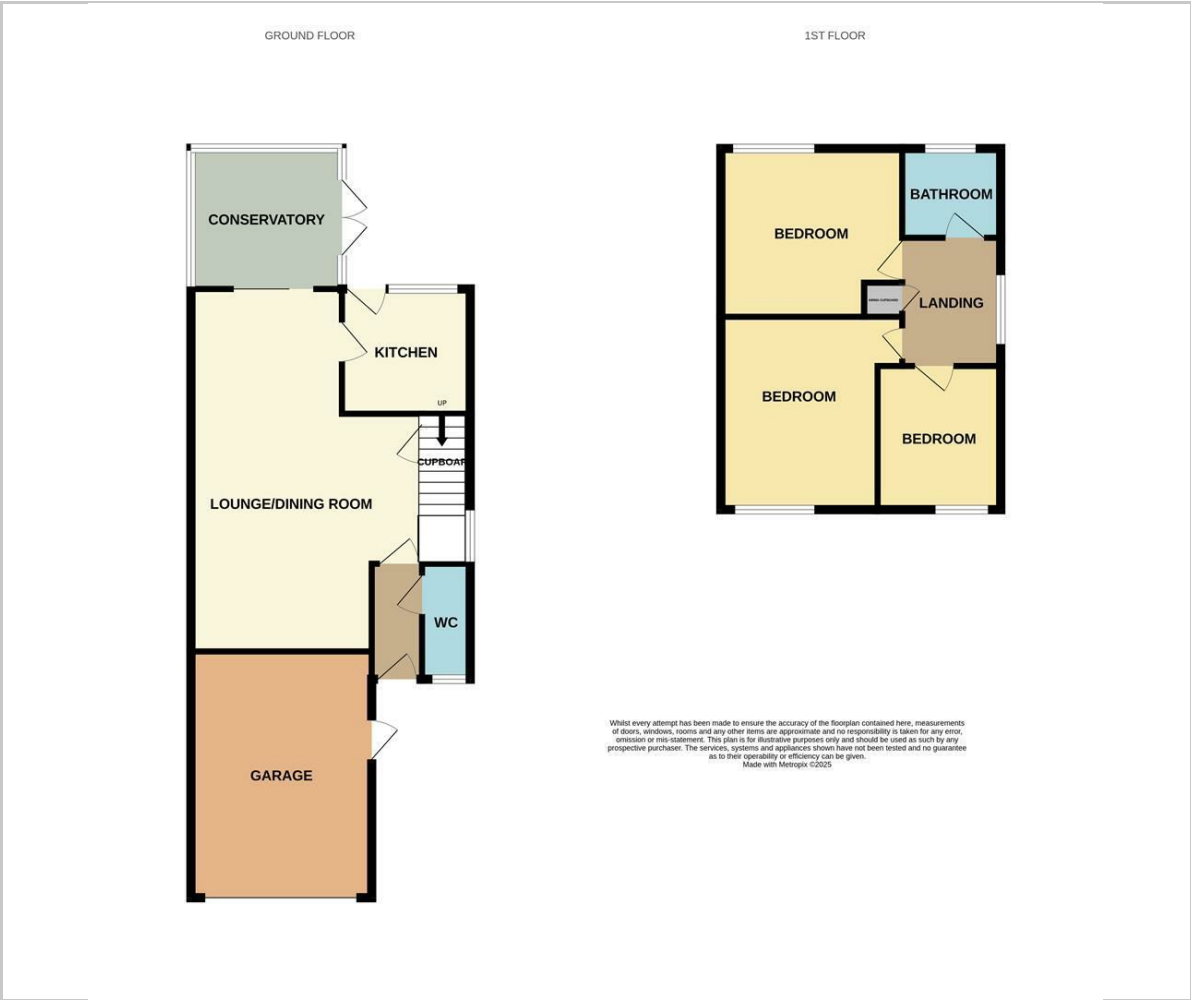 GROUND FLOOR
1ST FLOOR
CONSERVATORY
KITCHEN
UP
CUPBOAR
LOUNGE/DINING ROOM
WC
GARAGE
BEDROOM
BATHROOM
LANDING
BEDROOM
BEDROOM
Whilst every attempt has been made to ensure the accuracy of the floorplan contained here, measurements
of doors, windows, rooms and any other items are approximate and no responsibility is taken for any error,
omission or mis-statement. This plan is for illustrative purposes only and should be used as such by any
prospective purchaser. The services, systems and appliances shown have not been tested and no guarantee
as to their operability or efficiency can be given.
Made with Metropix ©2025